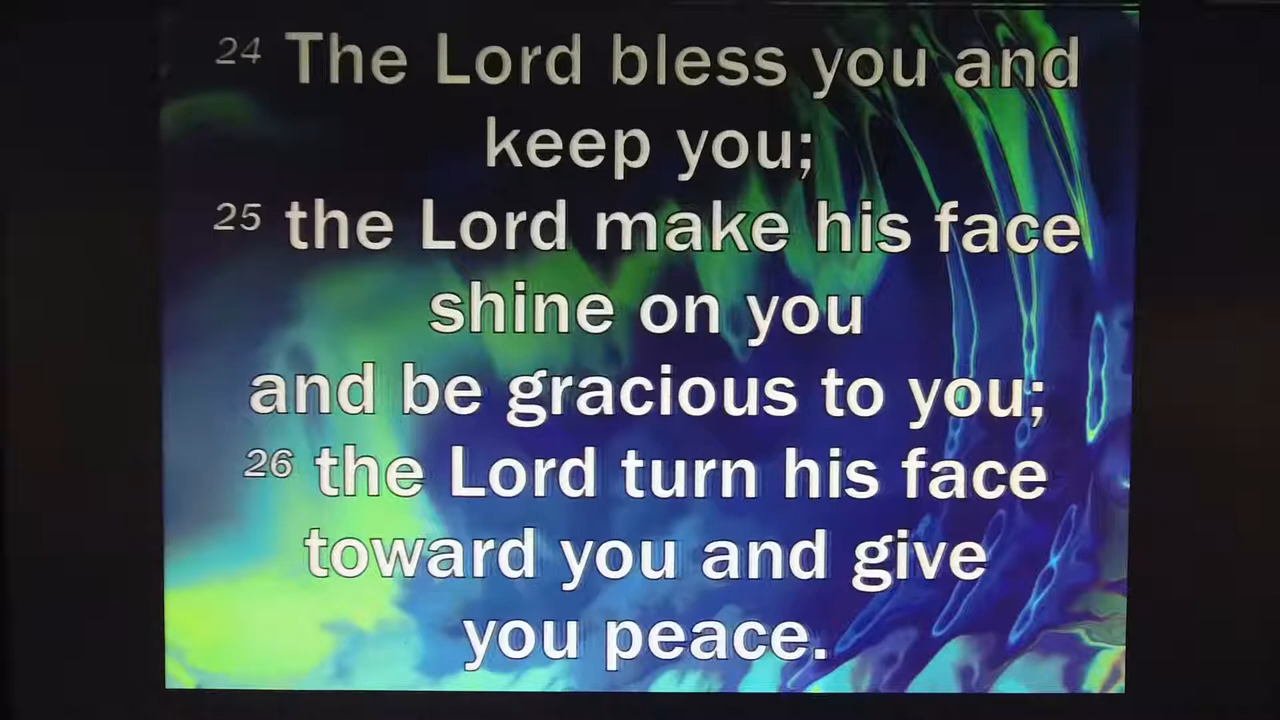 24 The Lord bless you and
keep you;
25 the Lord make his face
shine on you
and be gracious to you;
26 the Lord turn his face
toward you and give
you peace.